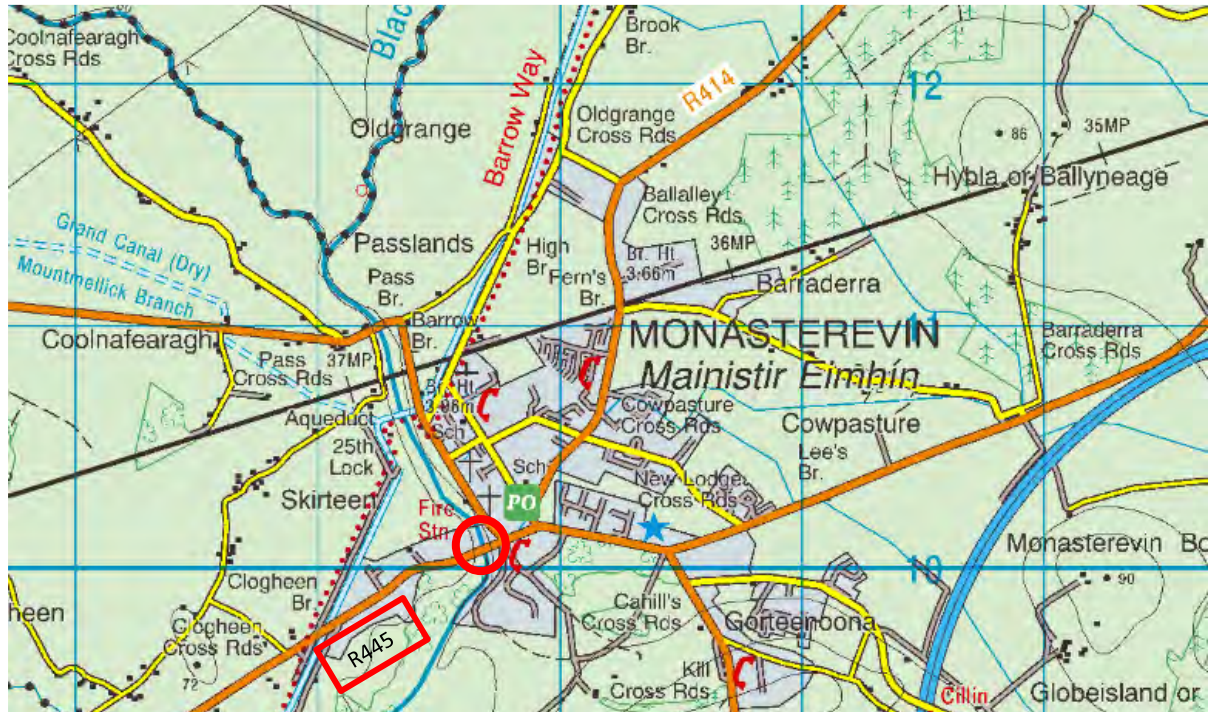 Coolnafearagh
Cross Rds
Blac
Brook
Br.
Barrow Way
R414
12
Oldgrange
Oldgrange
Cross Rds
86
35MP
Hybla or Ballyneage
Ballalley
Cross Rds
Grand Canal (Dry)
Mountmellick Branch
Passlands
Pass
Br.
High
Br.
Br. Ht
3.66m
36MP
Fern's
Br.
Barraderra
Coolnafearagh
Barrow
Br.
11
MONASTEREVIN
Mainistir Eimhín
Barraderra
Cross Rds
Pass
Cross Rds
37MP
Br. Ht
3.96m
Aqueduct
Sch
25th
Lock
Cowpasture
Cross Rds
Cowpasture
Lee's
Br.
Skirteen
Sch
PO
New Lodge
Cross Rds
Fire
Stn
10
Monasterevin Bo
90
Clogheen
Br.
heen
Clogheen
Cross Rds
72
R445
Cahill's
Cross Rds
Gorteenoona
Kill
Cross Rds
Cillín
Globeisland or